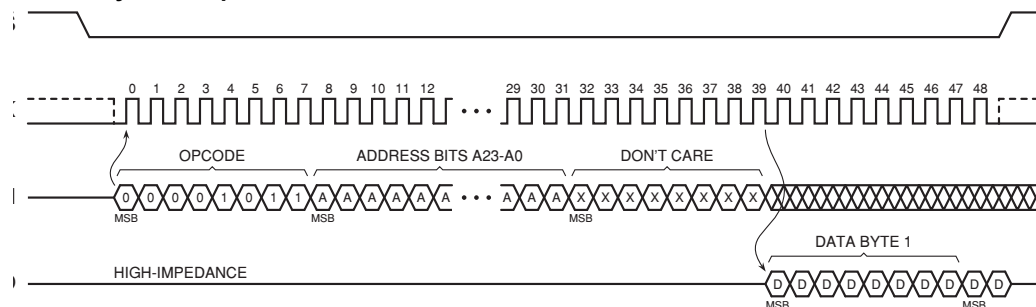 0 1 2 3 4 5 6 7 8 9 10 11 12 29 30 31 32 33 34 35 36 37 38 39 40 41 42 43 44 45 46 47 48
OPCODE ADDRESS BITS A23-A0 DON'T CARE
0 0 0 0 1 0 1 1 A A A A A A A A A X X X X X X X X
MSB MSB MSB
DATA BYTE 1
HIGH-IMPEDANCE
D D D D D D D D D D
MSB MSB